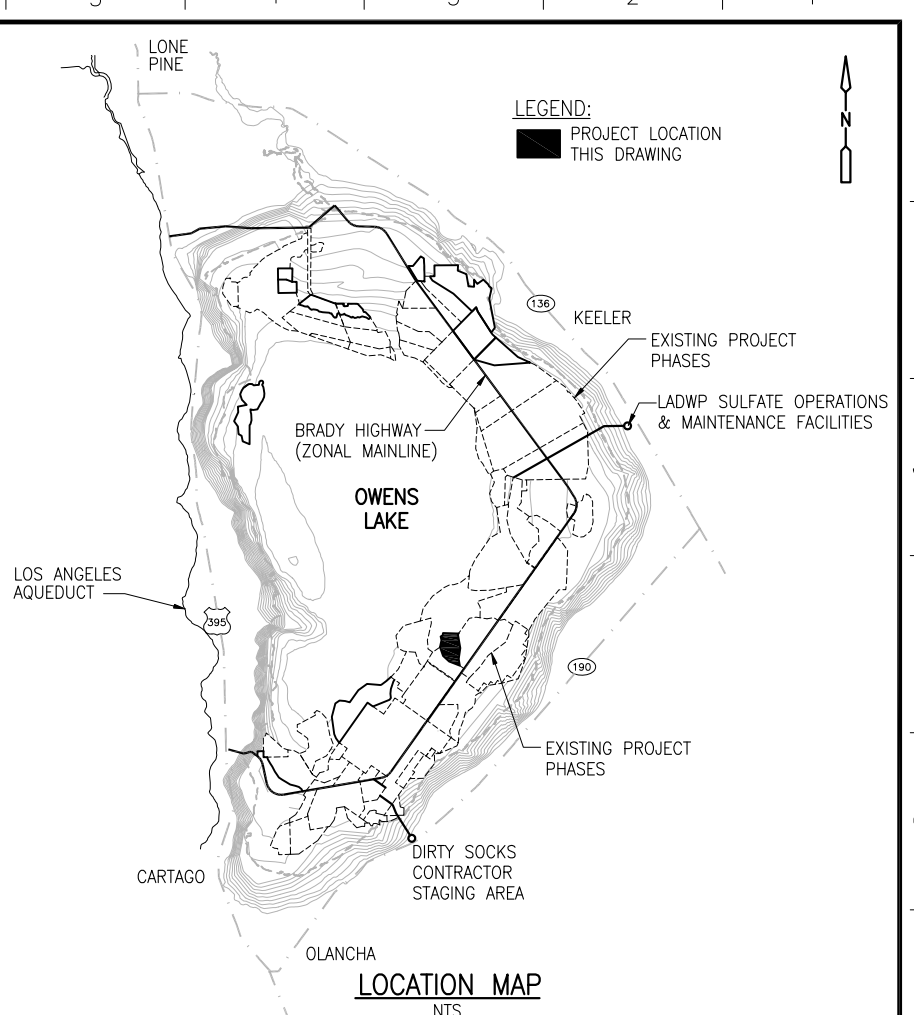 LONE
PINE
LEGEND:
PROJECT LOCATION
THIS DRAWING
N
136
KEELER
EXISTING PROJECT
PHASES
LADWP SULFATE OPERATIONS
& MAINTENANCE FACILITIES
BRADY HIGHWAY
(ZONAL MAINLINE)
OWENS
LAKE
LOS ANGELES
AQUEDUCT
395
190
EXISTING PROJECT
PHASES
DIRTY SOCKS
CONTRACTOR
STAGING AREA
CARTAGO
OLANCHA
LOCATION MAP
NTS